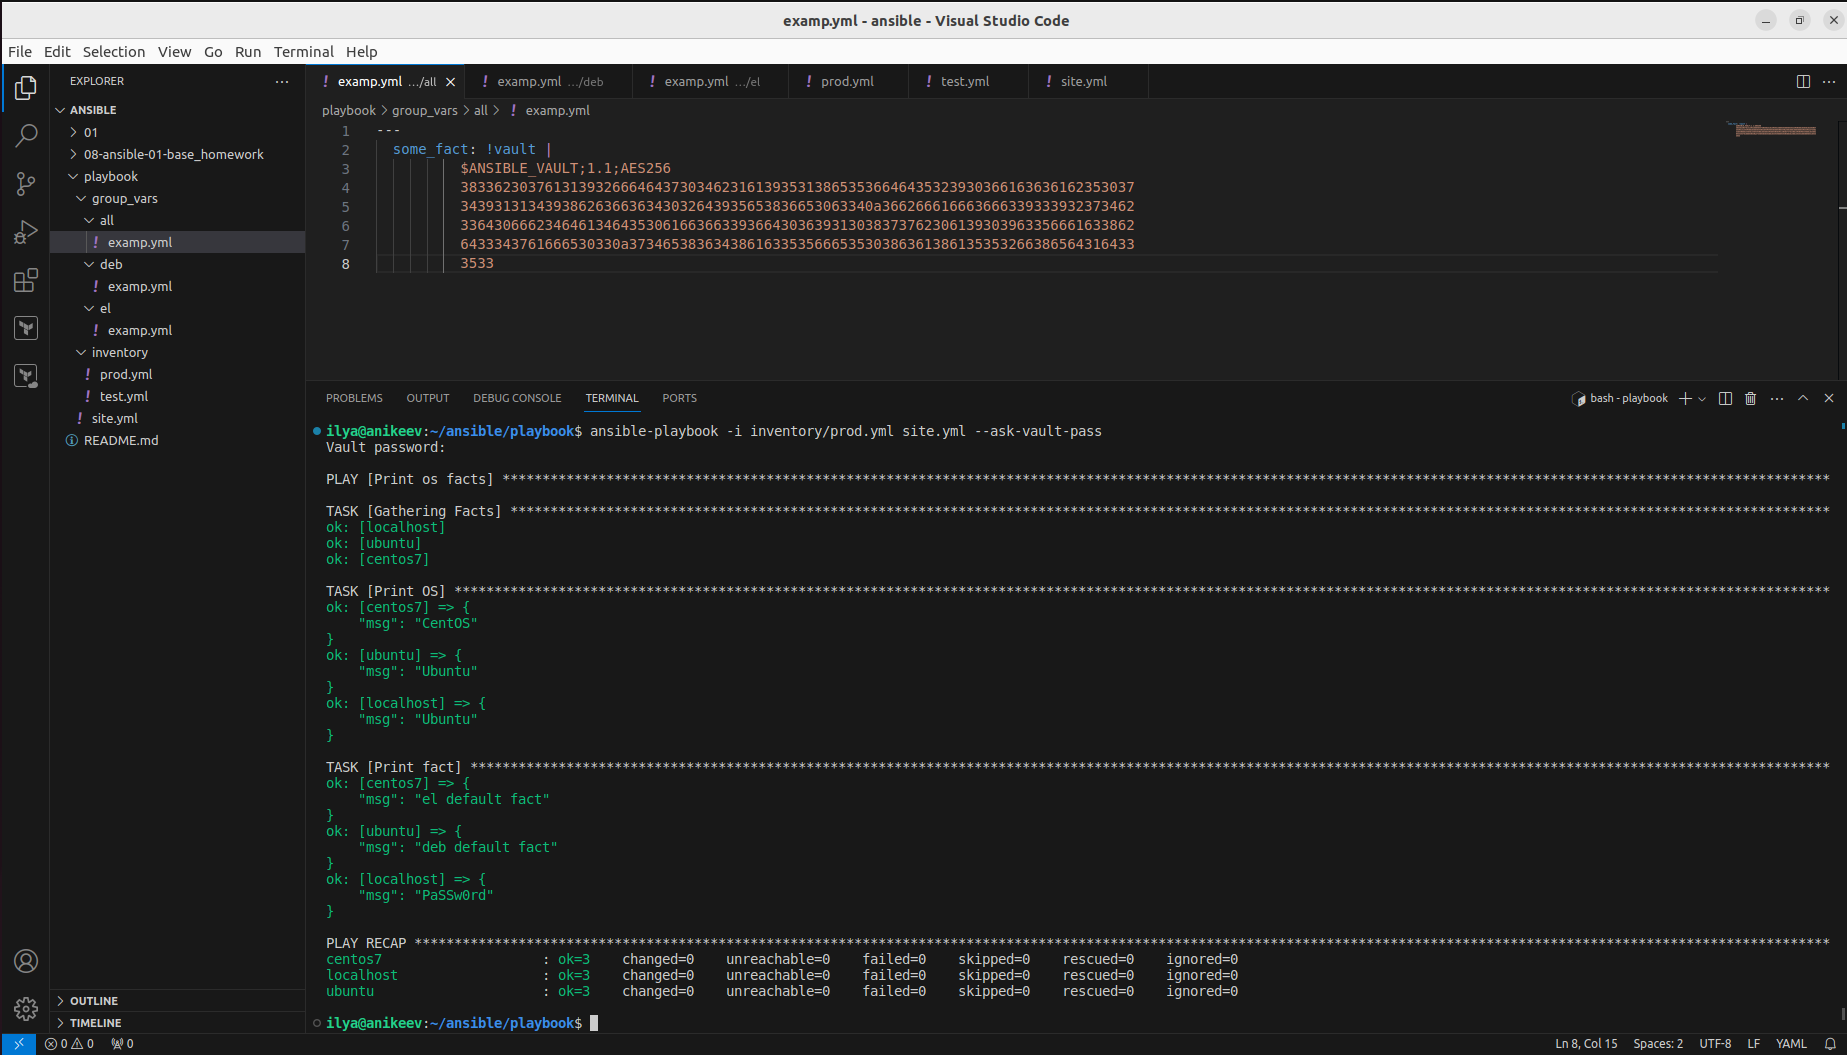 exampyml - ansible - Visual Studio Code
File Edit Selection View Go Run Terminal Help
EXPLORER
ANSIBLE
01
08-ansible-01-base_homework
playbook
group_vars
all
examp.yml
deb
examp.yml
el
examp.yml
inventory
prod.yml
test.yml
site.yml
README.md
OUTLINE
TIMELINE
examp.yml .../all
examp.yml .../deb
examp.yml .../el
prod.yml
test.yml
site.yml
playbook > group_vars > all > ! examp.yml
1 ---
2 some_fact: !vault |
3 $ANSIBLE_VAULT;1.1;AES256
8 3533
PROBLEMS OUTPUT DEBUG CONSOLE TERMINAL PORTS
bash - playbook
ilya@anikeev:~/ansible/playbook$ ansible-playbook -i inventory/prod.yml site.yml --ask-vault-pass
Vault password:
PLAY [Print os facts] ****
TASK [Gathering Facts] ****
ok: [localhost]
ok: [ubuntu]
ok: [centos7]
TASK [Print OS] ****
ok: [centos7] => {
"msg": "CentOS"
}
ok: [ubuntu] => {
"msg": "Ubuntu"
}
ok: [localhost] => {
"msg": "Ubuntu"
}
TASK [Print fact] ****
ok: [centos7] => {
"msg": "el default fact"
}
ok: [ubuntu] => {
"msg": "deb default fact"
}
ok: [localhost] => {
"msg": "PaSSw0rd"
}
PLAY RECAP ****
centos7 : ok=3 changed=0 unreachable=0 failed=0 skipped=0 rescued=0 ignored=0
localhost : ok=3 changed=0 unreachable=0 failed=0 skipped=0 rescued=0 ignored=0
ubuntu : ok=3 changed=0 unreachable=0 failed=0 skipped=0 rescued=0 ignored=0
ilya@anikeev:~/ansible/playbook$
0 0 0
Ln 8, Col 15 Spaces: 2 UTF-8 LF YAML